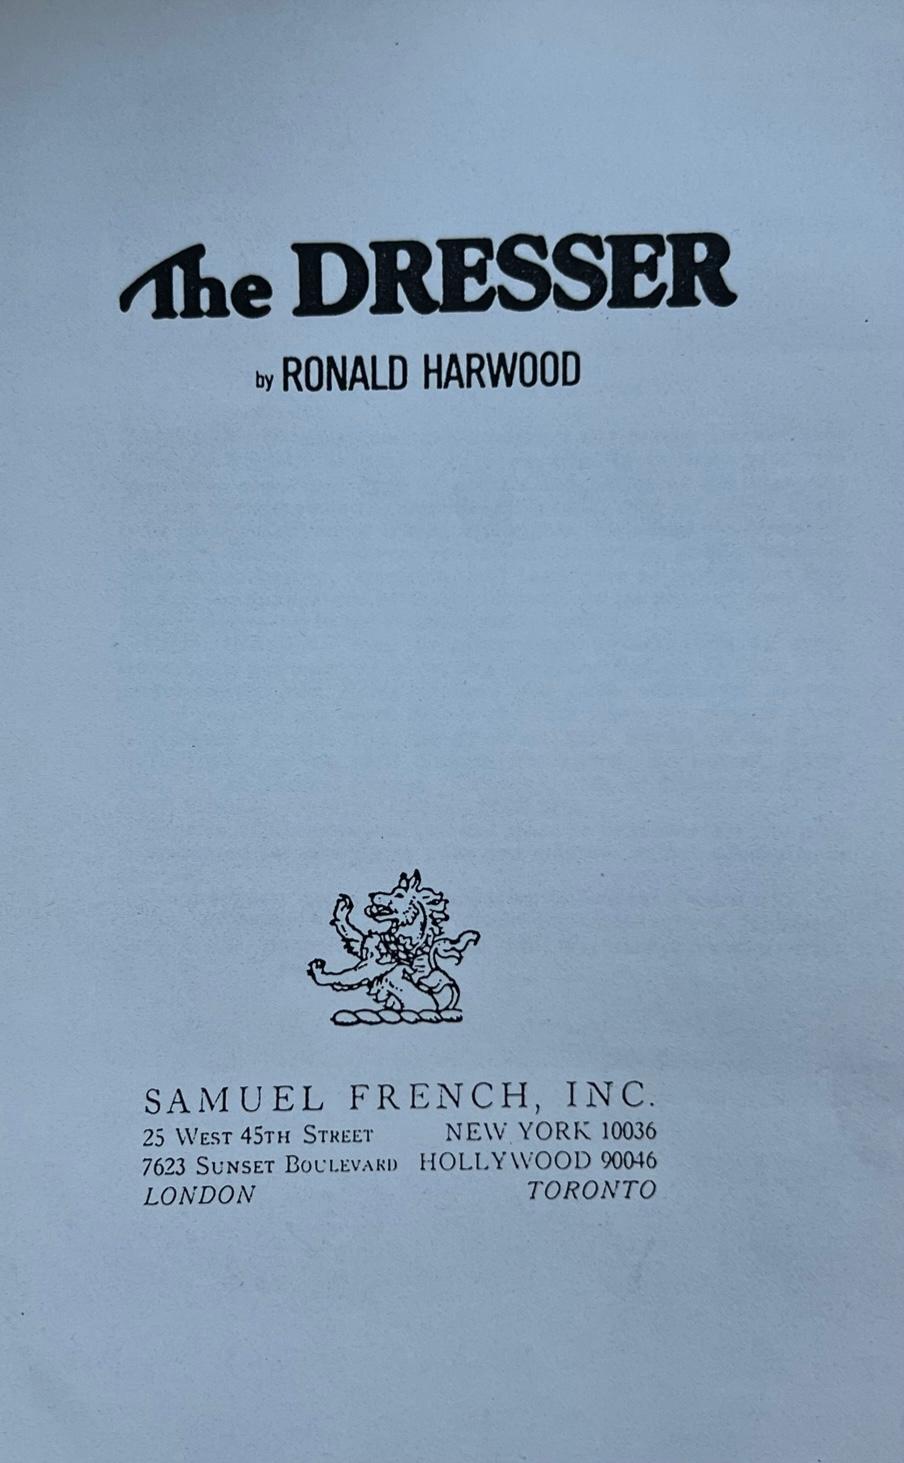 The DRESSER
by RONALD HARWOOD
SAMUEL FRENCH, INC.
25 WEST 45TH STREET NEW YORK 10036
7623 SUNSET BOULEVARD HOLLYWOOD 90046
LONDON TORONTO